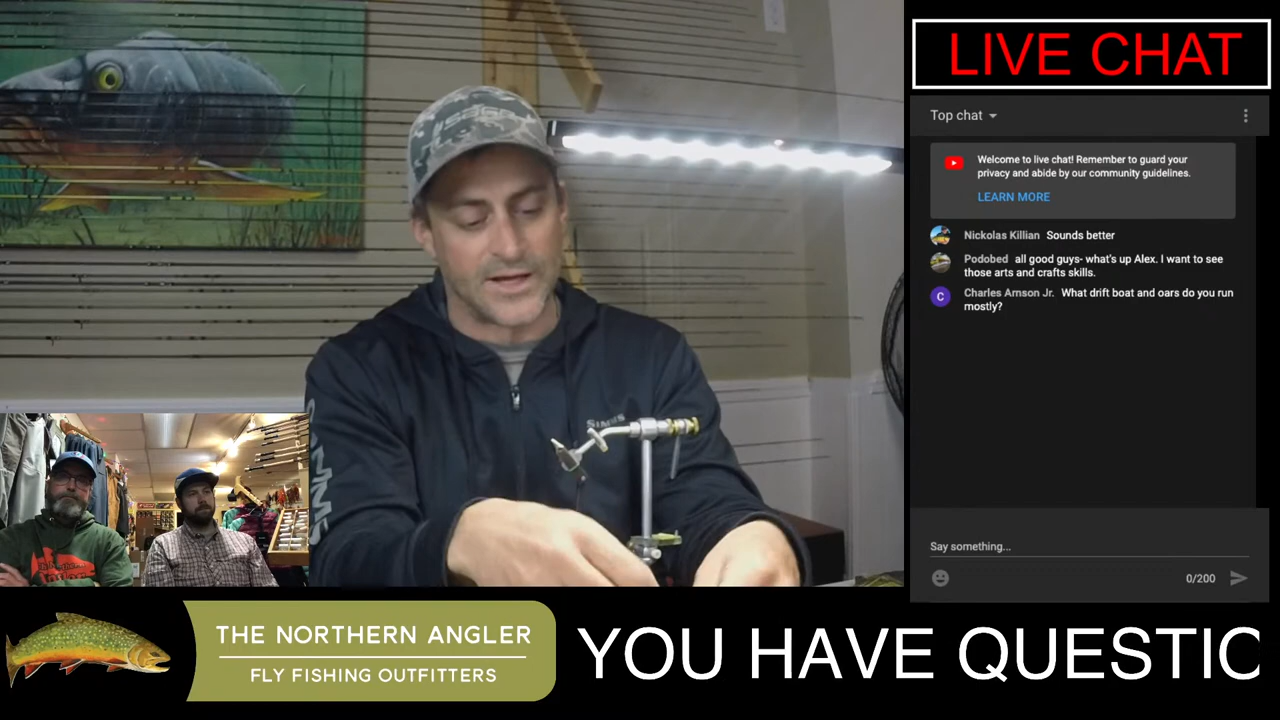 LIVE CHAT
Top chat
Welcome to live chat! Remember to guard your
privacy and abide by our community guidelines.
LEARN MORE
Nickolas Killian Sounds better
Podobed all good guys- what's up Alex. I want to see
those arts and crafts skills.
Charles Arnson Jr. What drift boat and oars do you run
mostly?
Say something...
0/200
SIMMS
SIMMS
THE NORTHERN ANGLER
FLY FISHING OUTFITTERS
YOU HAVE QUESTIO